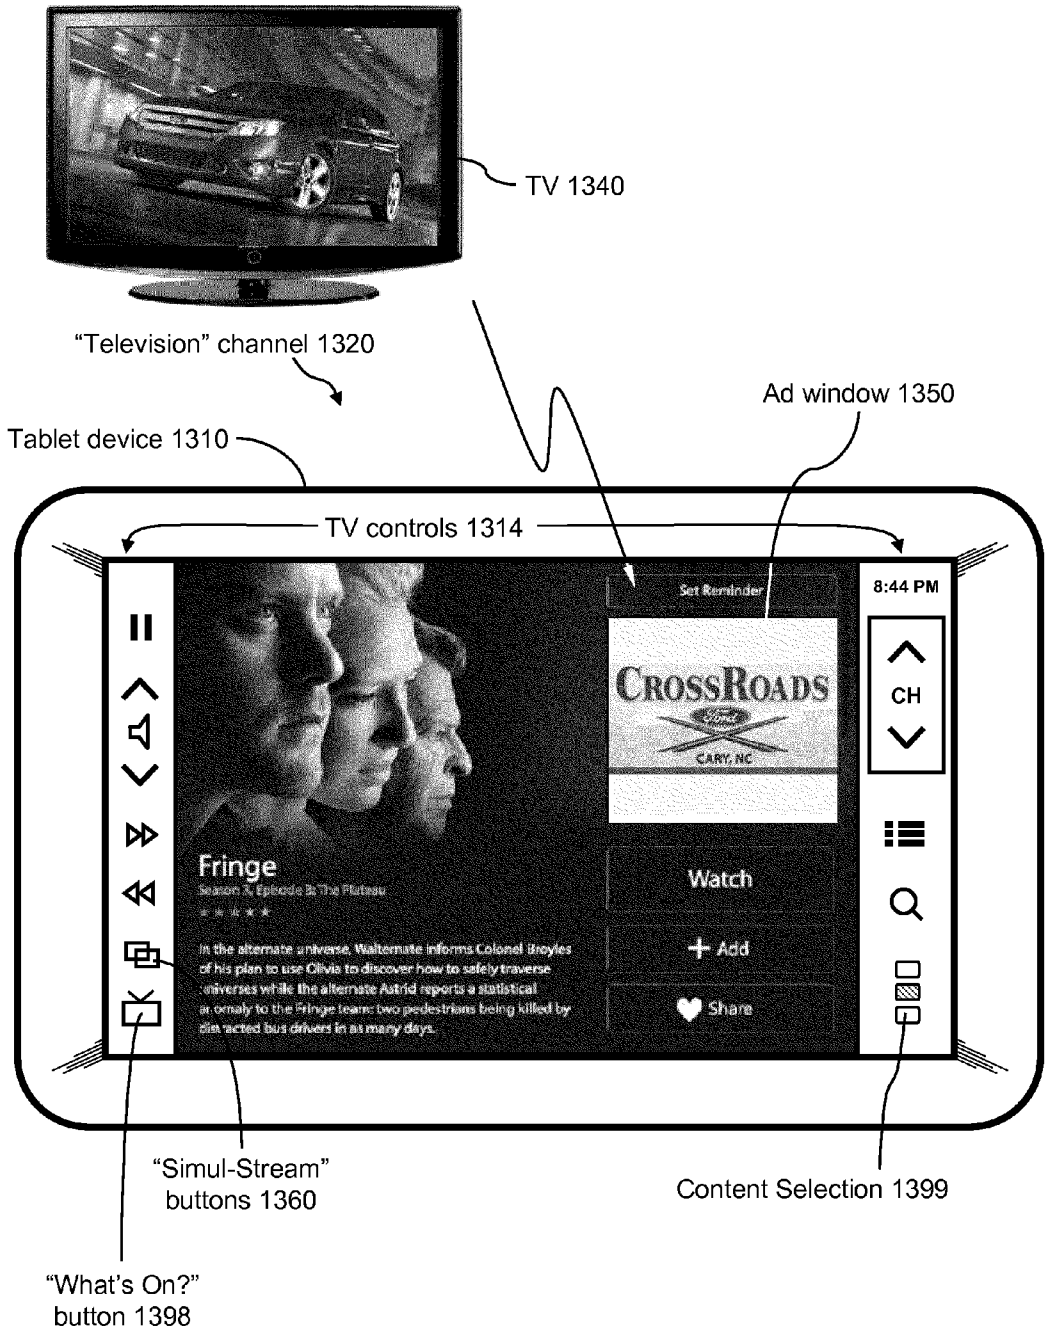 TV 1340
“Television” channel 1320
Ad window 1350
Tablet device 1310
TV controls 1314
8:44 PM
Set Reminder
CROSSROADS
Ford
CARY, NC
CH
Fringe
Season 3, Episode 3: The Plateau
Watch
In the alternate universe, Walternate informs Colonel Broyles
of his plan to use Olivia to discover how to safely traverse
universes while the alternate Astrid reports a statistical
anomaly to the Fringe team: two pedestrians being killed by
distracted bus drivers in as many days.
+ Add
Share
“Simul-Stream”
buttons 1360
Content Selection 1399
“What’s On?”
button 1398